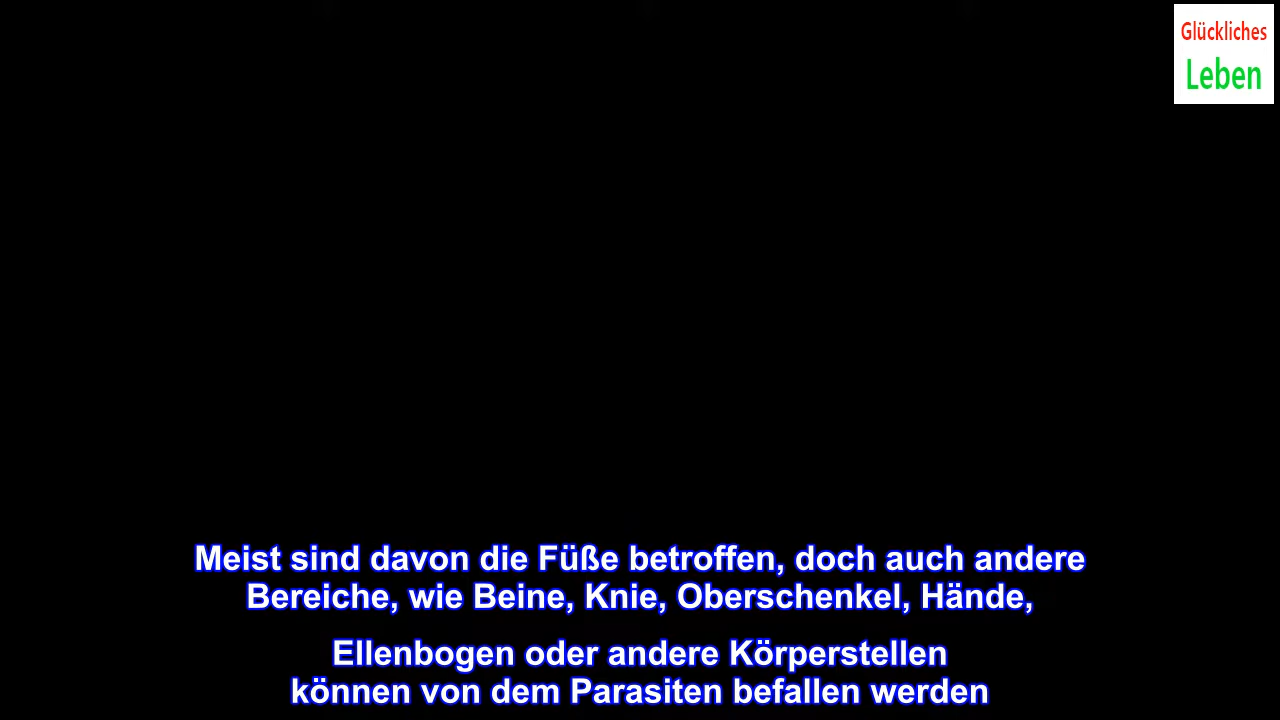 Glückliches
Leben
Meist sind davon die Füße betroffen, doch auch andere
Bereiche, wie Beine, Knie, Oberschenkel, Hände,
Ellenbogen oder andere Körperstellen
können von dem Parasiten befallen werden